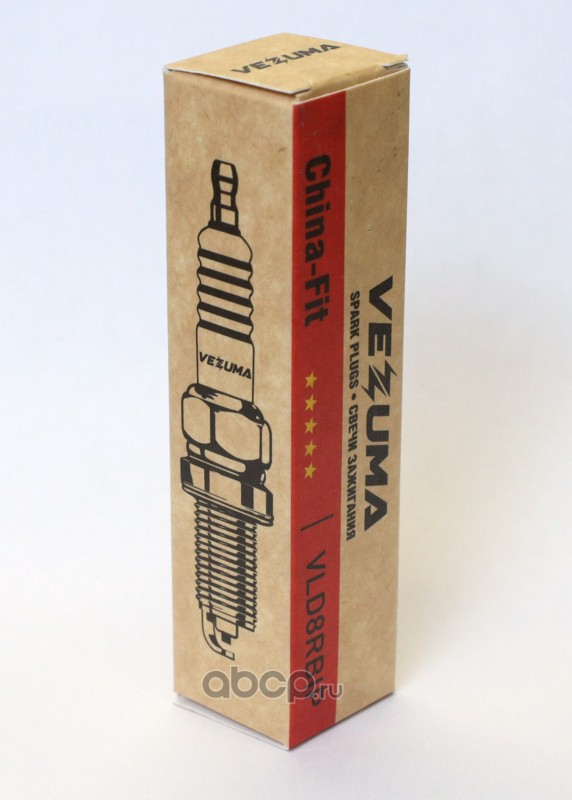 VEZUMA
VEZUMA
China-Fit
VEZUMA
SPARK PLUGS • СВЕЧИ ЗАЖИГАНИЯ
abcp.ru